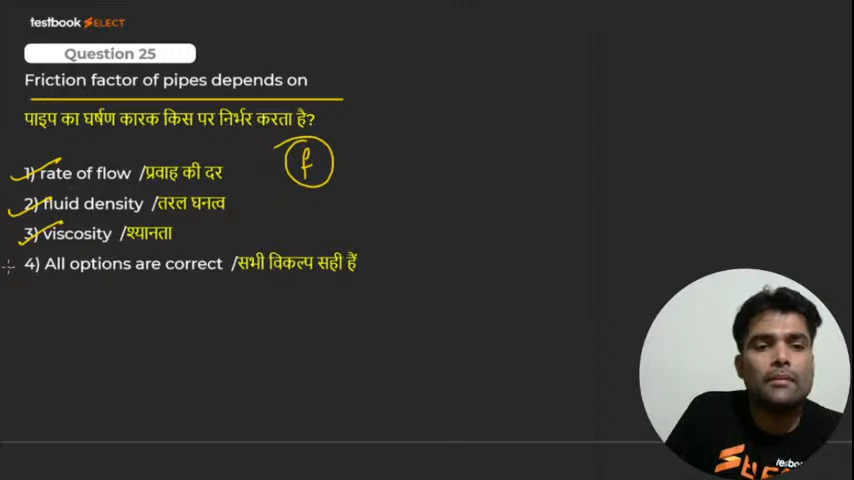 testbook SELECT
Question 25
Friction factor of pipes depends on
पाइप का घर्षण कारक किस पर निर्भर करता है?
f
1) rate of flow /प्रवाह की दर
2) fluid density /तरल घनत्व
3) viscosity /श्यानता
4) All options are correct /सभी विकल्प सही हैं